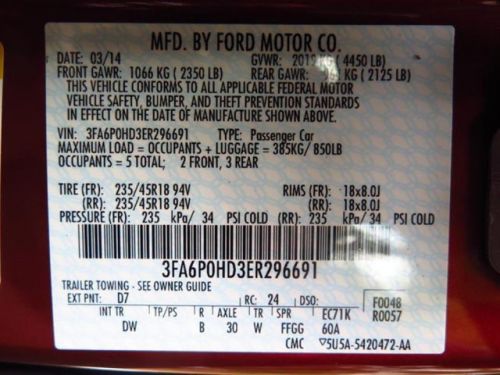 MFD. BY FORD MOTOR CO.
DATE: 03/14 GVWR: ( 4450 LB)
FRONT GAWR: 1066 KG ( 2350 LB) REAR GAWR: KG ( 2125 LB)
THIS VEHICLE CONFORMS TO ALL APPLICABLE FEDERAL MOTOR
VEHICLE SAFETY, BUMPER, AND THEFT PREVENTION STANDARDS
IN EFFECT ON THE DATE OF MANUFACTURE SHOWN ABOVE.
VIN: 3FA6P0HD3ER296691 TYPE: Passenger Car
MAXIMUM LOAD = OCCUPANTS + LUGGAGE = 385KG/ 850LB
OCCUPANTS = 5 TOTAL; 2 FRONT, 3 REAR
TIRE (FR): 235/45R18 94V RIMS (FR): 18x8.0J
(RR): 235/45R18 94V (RR): 18x8.0J
PRESSURE (FR): 235 kPa/ 34 PSI COLD (RR): 235 kPa/ 34 PSI COLD
3FA6P0HD3ER296691
TRAILER TOWING - SEE OWNER GUIDE
EXT PNT: D7 RC: 24 DSO: F0048
R0057
INT TR TP/PS R AXLE TR SPR EC71K
DW B 30 W FFGG 60A
CMC 5U5A-5420472-AA